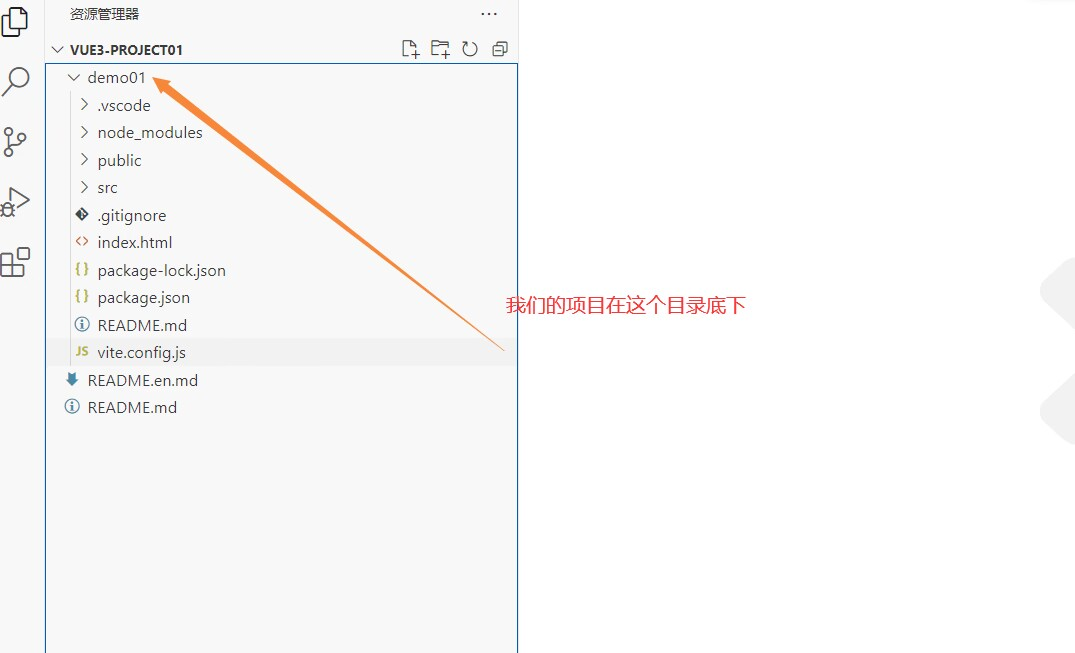 资源管理器
···
VUE3-PROJECT01
demo01
.vscode
node_modules
public
src
.gitignore
index.html
package-lock.json
package.json
我们的项目在这个目录底下
README.md
JS vite.config.js
README.en.md
README.md